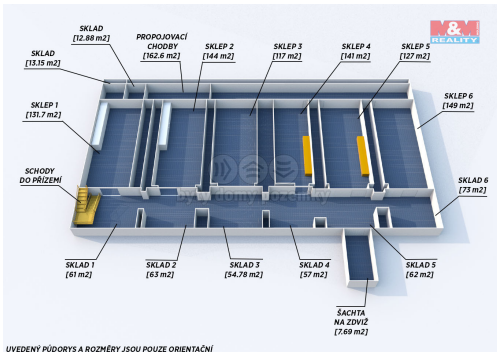 SKLAD
[12.88 m2]
PROPOJOVACÍ
CHODBY
[162.6 m2]
SKLEP 2
[144 m2]
SKLEP 3
[117 m2]
SKLEP 4
[141 m2]
SKLEP 5
[127 m2]
M&M
REALITY
SKLAD
[13.15 m2]
SKLEP 1
[131.7 m2]
SKLEP 6
[149 m2]
SCHODY
DO PŘÍZEMÍ
SKLAD 6
[73 m2]
byty domy pozemky
SKLAD 1
[61 m2]
SKLAD 2
[63 m2]
SKLAD 3
[54.78 m2]
SKLAD 4
[57 m2]
SKLAD 5
[62 m2]
ŠACHTA
NA ZDVIŽ
[7.69 m2]
UVEDENÝ PŮDORYS A ROZMĚRY JSOU POUZE ORIENTAČNÍ